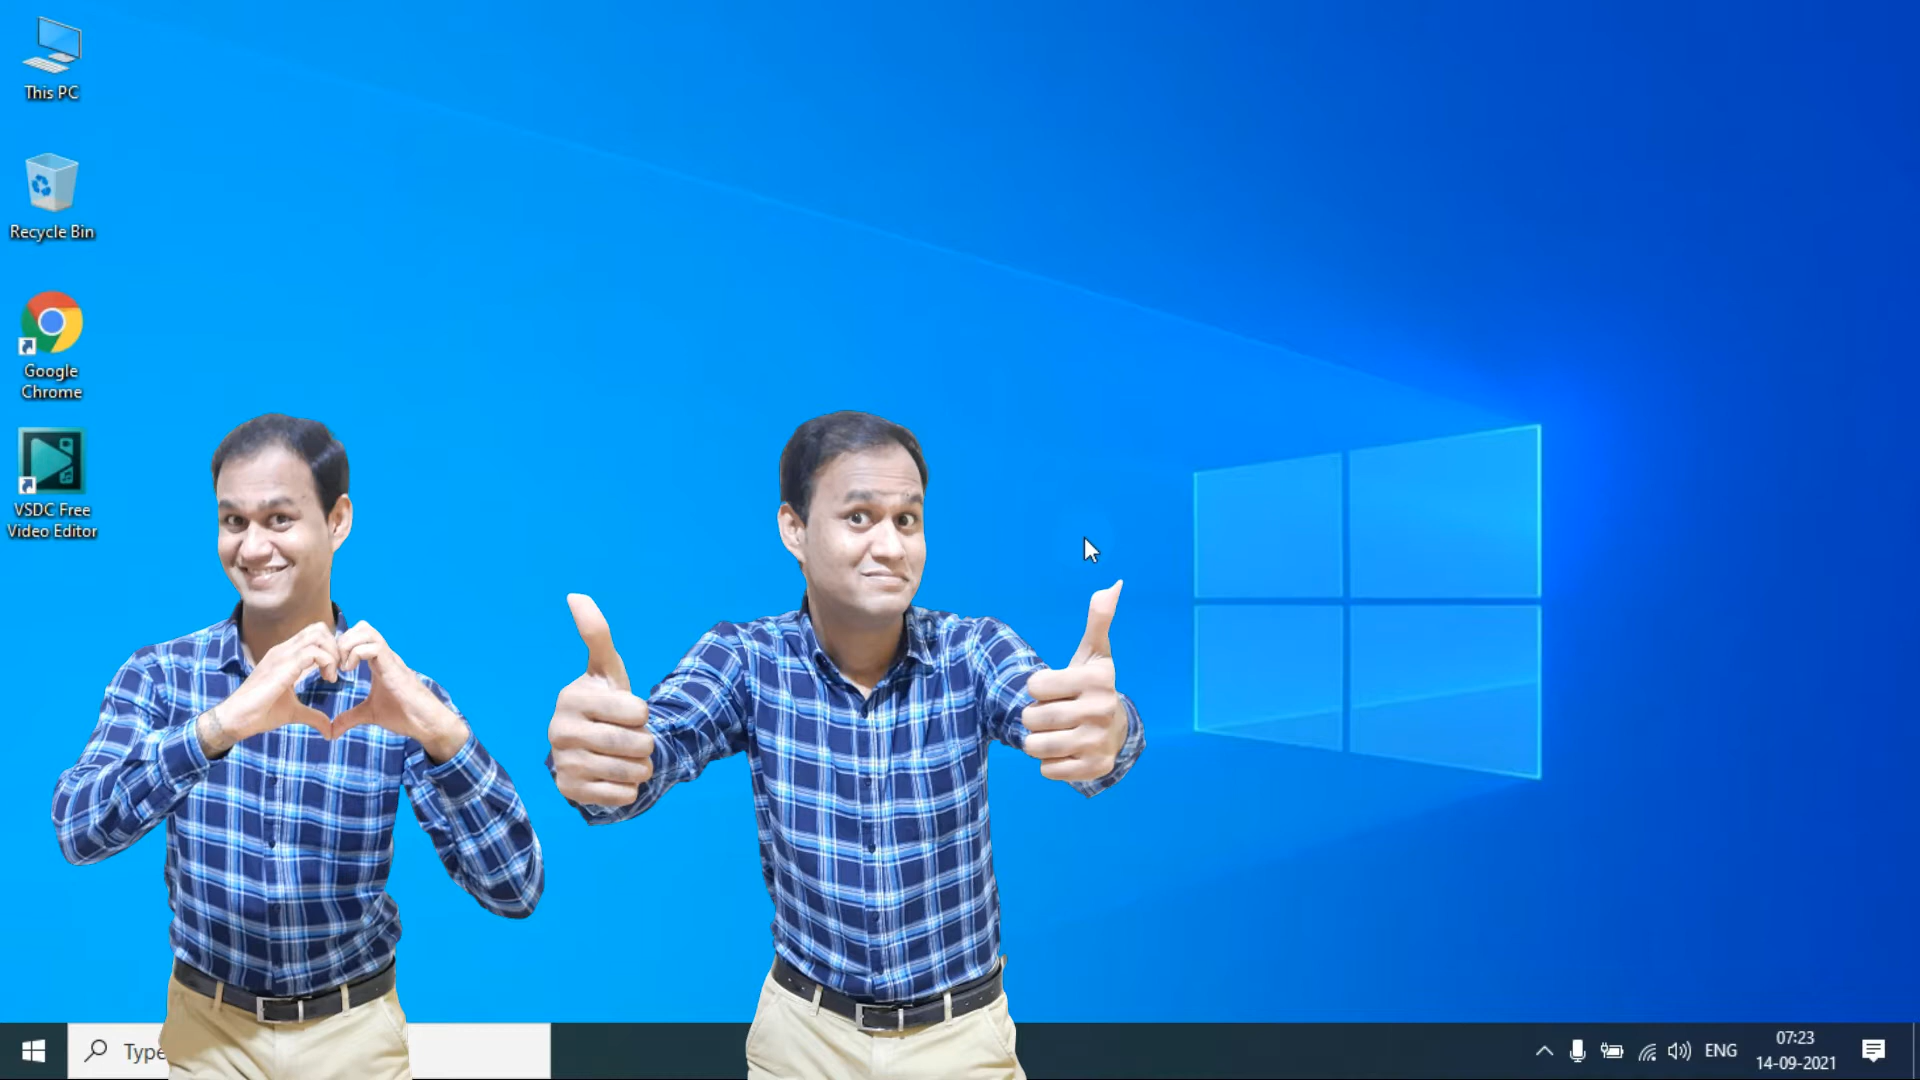 This PC
Recycle Bin
Google
Chrome
VSDC Free
Video Editor
Type
ENG
07:23
14-09-2021